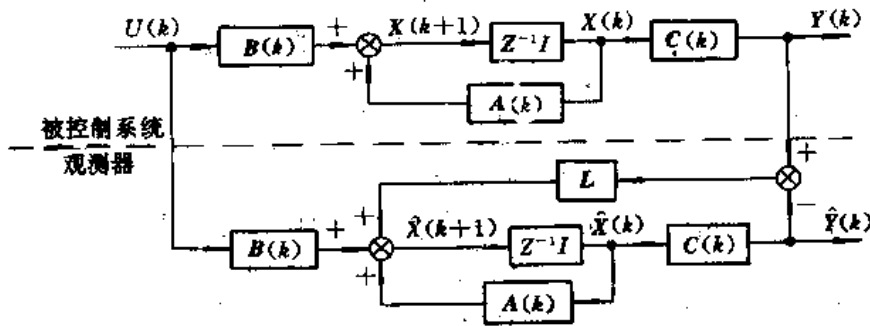 U(k) B(k) + + X(k+1) Z⁻¹I X(k) C(k) Y(k)
A(k)
被控制系统
观测器
+ −
L
B(k) + + + X̂(k+1) Z⁻¹I X̂(k) C(k) Ŷ(k)
A(k)